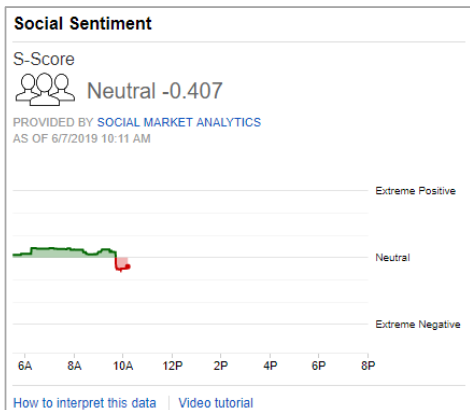 Social Sentiment
S-Score
Neutral -0.407
PROVIDED BY SOCIAL MARKET ANALYTICS
AS OF 6/7/2019 10:11 AM
Extreme Positive
Neutral
Extreme Negative
6A 8A 10A 12P 2P 4P 6P 8P
How to interpret this data | Video tutorial